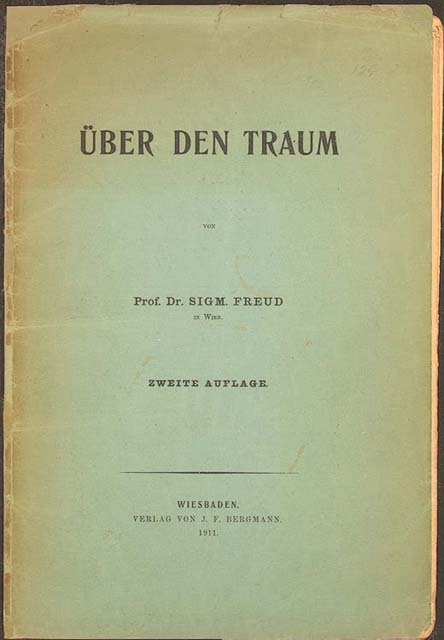 ÜBER DEN TRAUM
VON
Prof. Dr. SIGM. FREUD
IN WIEN.
ZWEITE AUFLAGE.
WIESBADEN.
VERLAG VON J. F. BERGMANN.
1911.